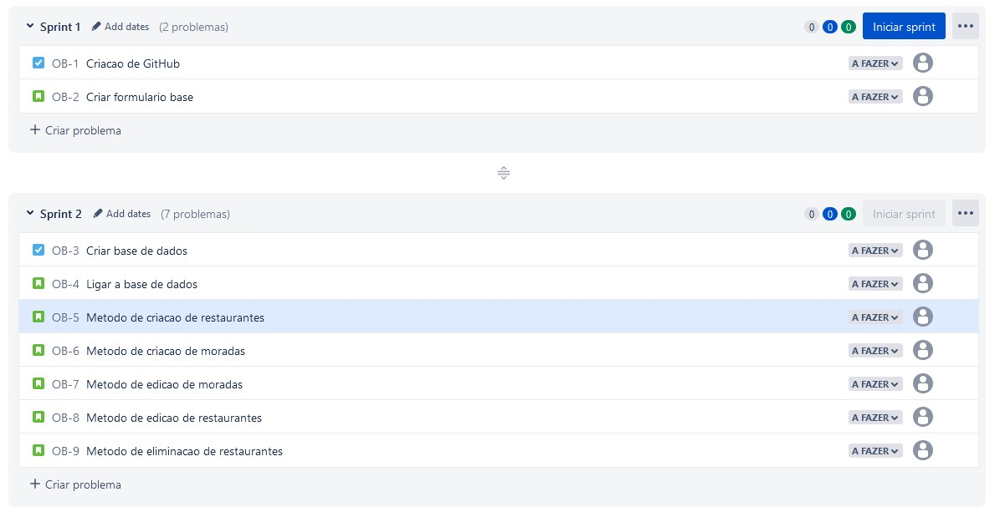 Sprint 1 Add dates (2 problemas) 0 0 0 Iniciar sprint
OB-1 Criacao de GitHub A FAZER
OB-2 Criar formulario base A FAZER
Criar problema
Sprint 2 Add dates (7 problemas) 0 0 0 Iniciar sprint
OB-3 Criar base de dados A FAZER
OB-4 Ligar a base de dados A FAZER
OB-5 Metodo de criacao de restaurantes A FAZER
OB-6 Metodo de criacao de moradas A FAZER
OB-7 Metodo de edicao de moradas A FAZER
OB-8 Metodo de edicao de restaurantes A FAZER
OB-9 Metodo de eliminacao de restaurantes A FAZER
Criar problema